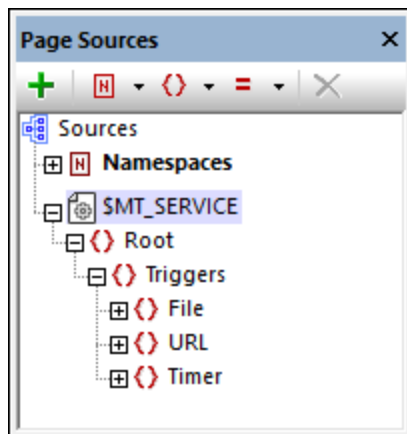 Page Sources
Sources
Namespaces
$MT_SERVICE
Root
Triggers
File
URL
Timer